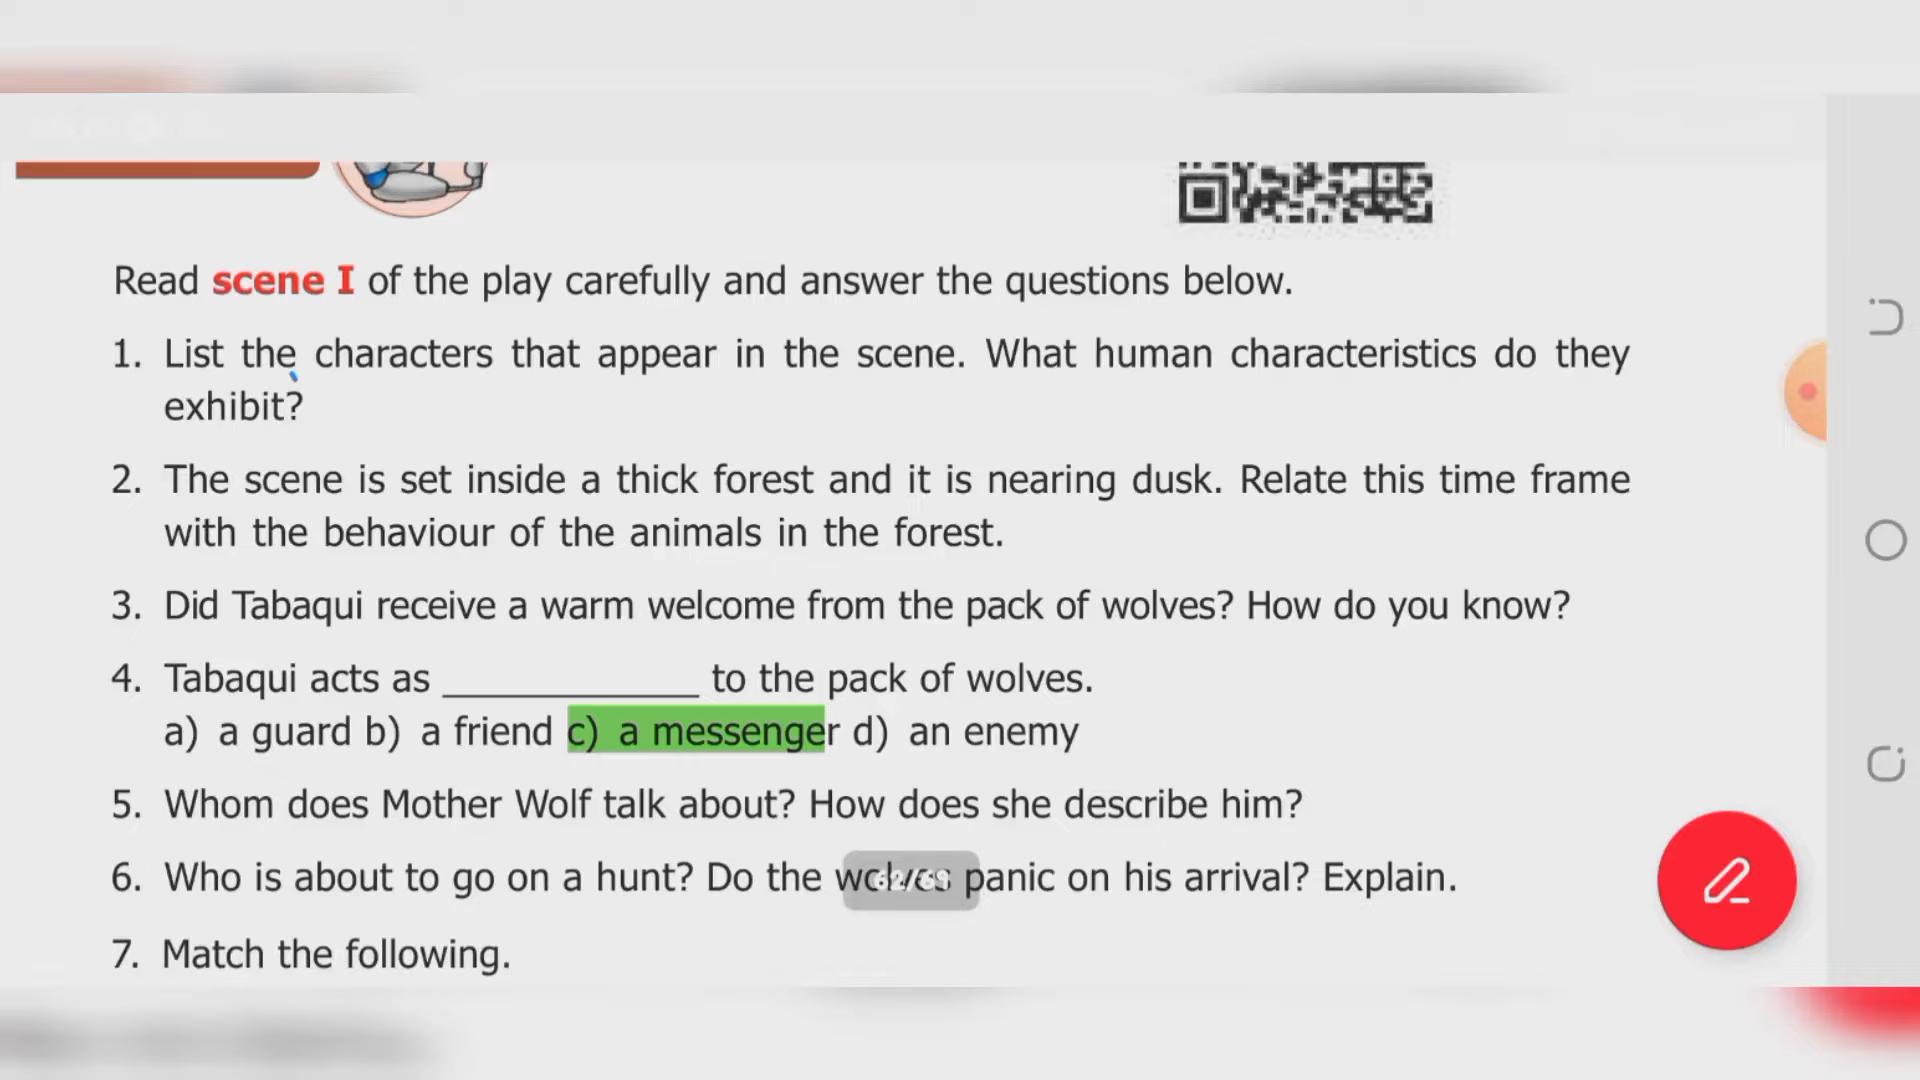 Read scene I of the play carefully and answer the questions below.
1. List the characters that appear in the scene. What human characteristics do they
exhibit?
2. The scene is set inside a thick forest and it is nearing dusk. Relate this time frame
with the behaviour of the animals in the forest.
3. Did Tabaqui receive a warm welcome from the pack of wolves? How do you know?
4. Tabaqui acts as ____________ to the pack of wolves.
a) a guard b) a friend c) a messenger d) an enemy
5. Whom does Mother Wolf talk about? How does she describe him?
6. Who is about to go on a hunt? Do the panic on his arrival? Explain.
62/69
7. Match the following.